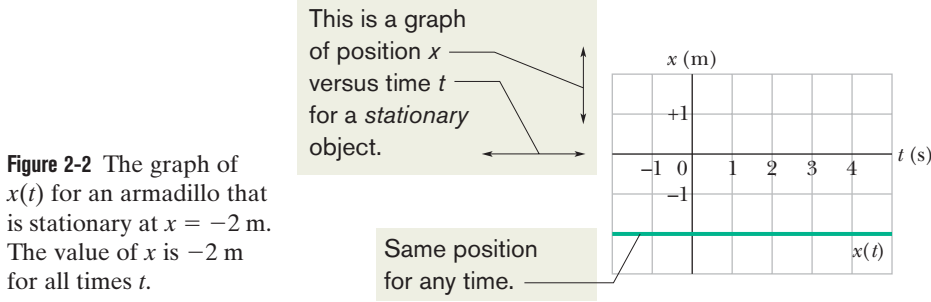 This is a graph
of position x
versus time t
for a stationary
object.
x (m)
+1
t (s)
−1 0 1 2 3 4
−1
x(t)
Same position
for any time.
Figure 2-2 The graph of
x(t) for an armadillo that
is stationary at x = −2 m.
The value of x is −2 m
for all times t.